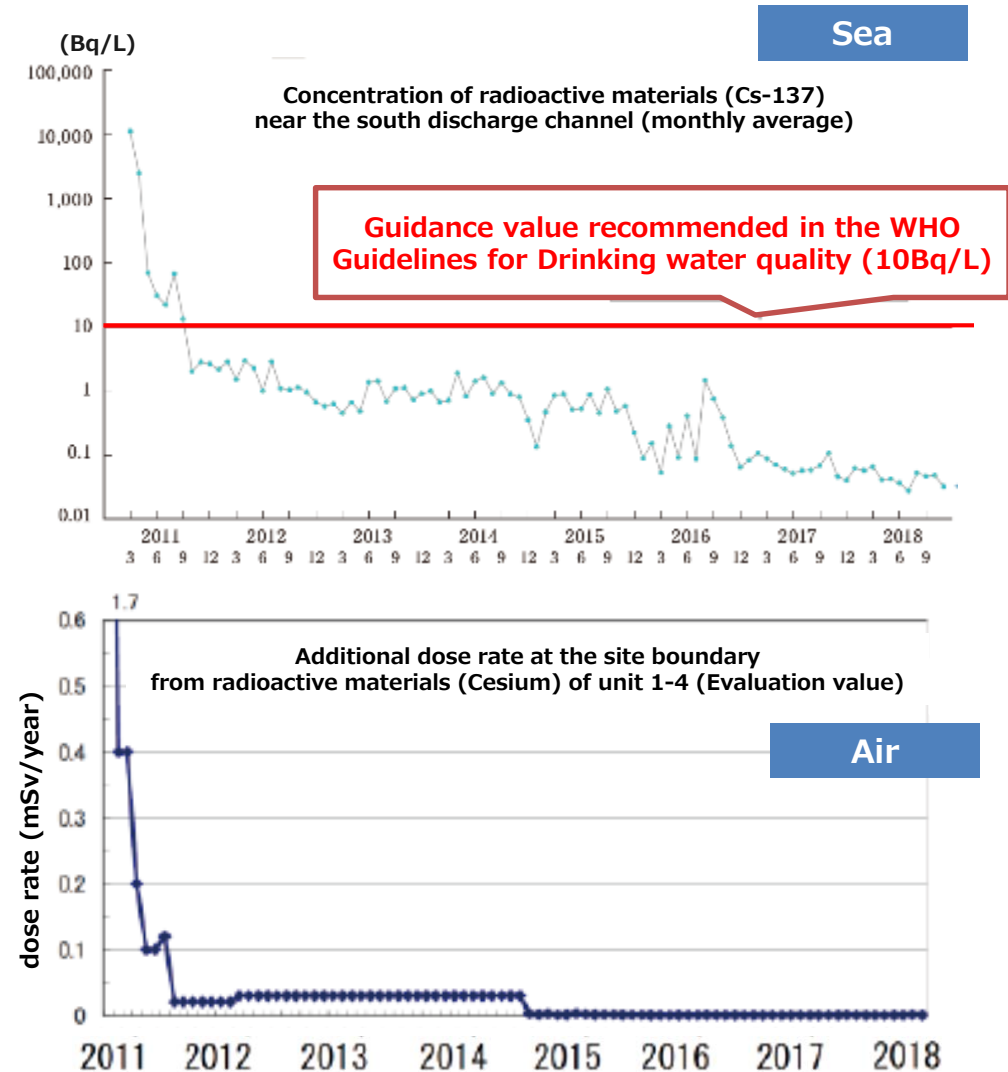 Sea
(Bq/L)
100,000
Concentration of radioactive materials (Cs-137)
near the south discharge channel (monthly average)
10,000
1,000
Guidance value recommended in the WHO
Guidelines for Drinking water quality (10Bq/L)
100
10
1
0.1
0.01
2011 2012 2013 2014 2015 2016 2017 2018
3 6 9 12 3 6 9 12 3 6 9 12 3 6 9 12 3 6 9 12 3 6 9 12 3 6 9 12 3 6 9
1.7
0.6
Additional dose rate at the site boundary
from radioactive materials (Cesium) of unit 1-4 (Evaluation value)
0.5
Air
0.4
dose rate (mSv/year)
0.3
0.2
0.1
0
2011 2012 2013 2014 2015 2016 2017 2018